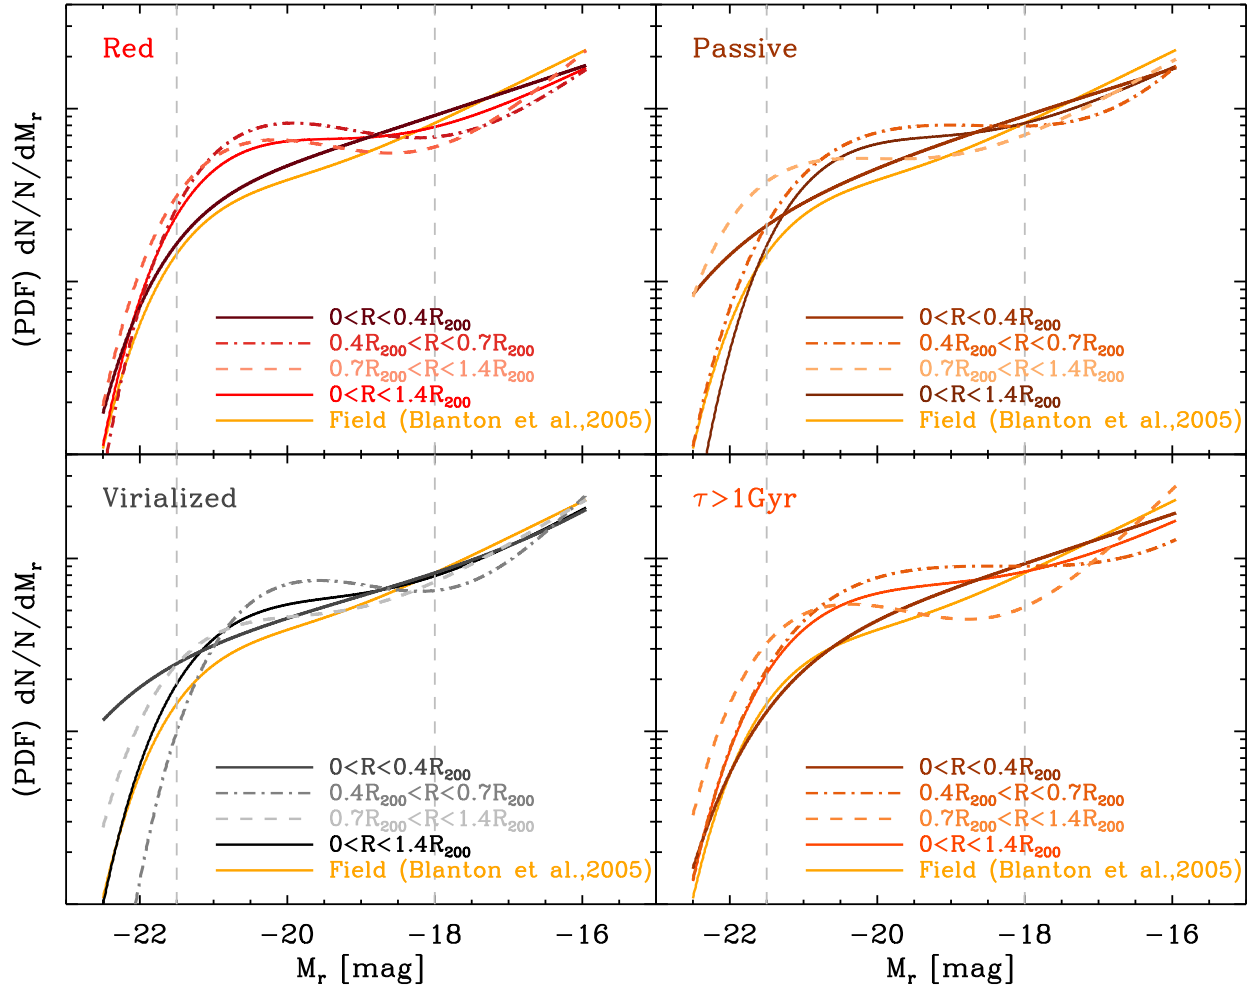 Red
(PDF) dN/N/dMr
0<R<0.4R200
0.4R200<R<0.7R200
0.7R200<R<1.4R200
0<R<1.4R200
Field (Blanton et al.,2005)
Passive
0<R<0.4R200
0.4R200<R<0.7R200
0.7R200<R<1.4R200
0<R<1.4R200
Field (Blanton et al.,2005)
Virialized
(PDF) dN/N/dMr
0<R<0.4R200
0.4R200<R<0.7R200
0.7R200<R<1.4R200
0<R<1.4R200
Field (Blanton et al.,2005)
-22 -20 -18 -16
Mr [mag]
τ>1Gyr
0<R<0.4R200
0.4R200<R<0.7R200
0.7R200<R<1.4R200
0<R<1.4R200
Field (Blanton et al.,2005)
-22 -20 -18 -16
Mr [mag]